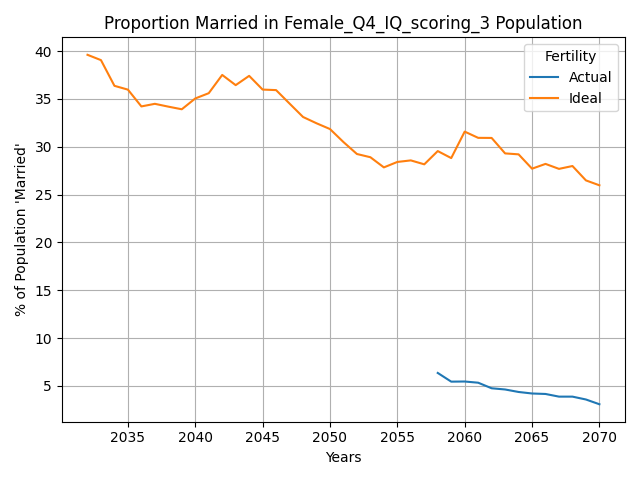 Proportion Married in Female_Q4_IQ_scoring_3 Population
% of Population 'Married'
40
35
30
25
20
15
10
5
Fertility
Actual
Ideal
2035 2040 2045 2050 2055 2060 2065 2070
Years